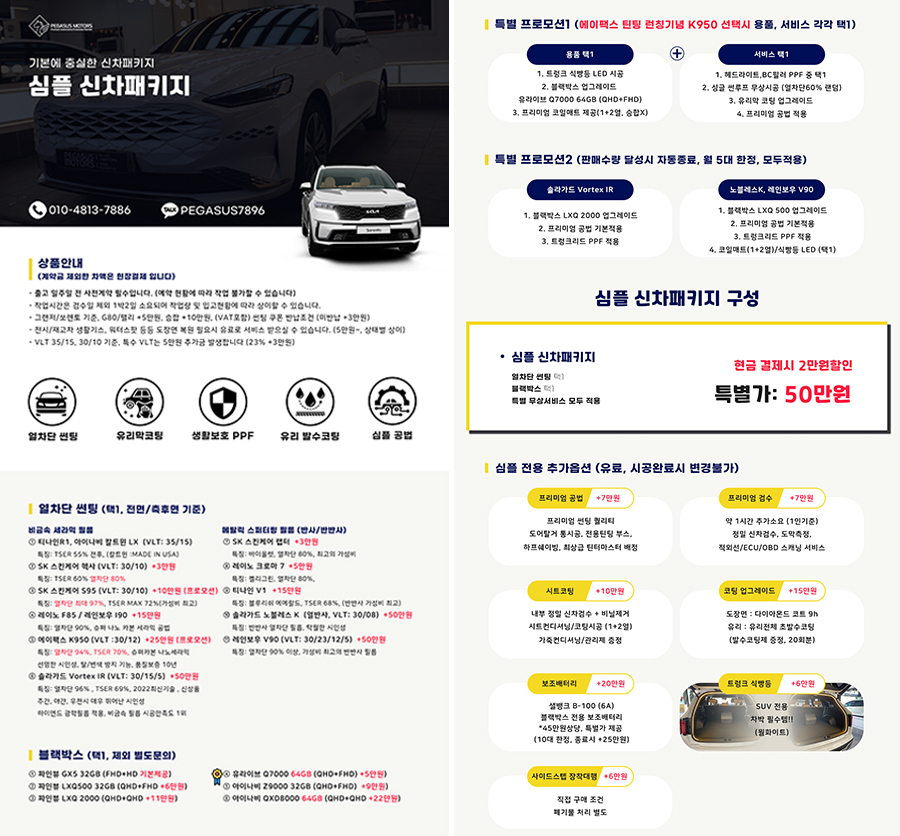 PEGASUS MOTORS
기본에 충실한 신차패키지
심플 신차패키지
010-4813-7886
TALK PEGASUS7896
상품안내
(계약금 제외한 차액은 현장결제 입니다)
- 출고 일주일 전 사전계약 필수입니다. (예약 현황에 따라 작업 불가할 수 있습니다)
- 작업시간은 검수일 제외 1박2일 소요되며 작업량 및 입고현황에 따라 상이할 수 있습니다.
- 그랜저/쏘렌토 기준, G80/팰리 +5만원, 승합 +10만원, (VAT포함) 썬팅 쿠폰 반납조건 (미반납 +3만원)
- 전시/재고차 생활기스, 워터스팟 등등 도장면 복원 필요시 유료로 서비스 받으실 수 있습니다. (5만원~, 상태별 상이)
- VLT 35/15, 30/10 기준, 특수 VLT는 5만원 추가금 발생합니다 (23% +3만원)
열차단 썬팅
유리막코팅
생활보호 PPF
유리 발수코팅
심플 공법
열차단 썬팅 (택1, 전면/측후면 기준)
비금속 세라믹 필름
① 티나인R1, 아이나비 칼트윈 LX (VLT: 35/15)
특징: TSER 55% 전후, (칼트윈 :MADE IN USA)
② SK 스킨케어 (VLT: 30/10) +3만원
특징: TSER 60% 열차단 80%
③ SK 스킨케어 S95 (VLT: 30/10) +10만원 (프로모션)
특징: 열차단 최대 97%, TSER MAX 72%(가성비 최고)
④ 레이노 F85 / 레인보우 I90 +15만원
특징: 열차단 90%, 슈퍼 나노 카본 세라믹 공법
⑤ 에이팩스 K950 (VLT:30/12) +25만원 (프로모션)
특징: 열차단 94%, TSER 70%, 슈퍼카본 나노세라믹
선명한 시인성, 탈/변색 방지 기능, 품질보증 10년
⑥ 솔라가드 Vortex IR (VLT: 30/15/5) +50만원
특징: 열차단 96% , TSER 69%, 2022최신기술 , 신상품
주간, 야간, 우천시 매우 뛰어난 시인성
하이엔드 광학필름 적용, 비금속 필름 시공만족도 1위
메탈릭 스퍼터링 필름 (반사/반반사)
⑦ SK 스킨케어 랩터 +3만원
특징: 바이올렛, 열차단 80%, 최고의 가성비
⑧ 레이노 크로마 7 +5만원
특징: 펄리그린, 열차단 80%,
⑨ 티나인 V1 +15만원
특징: 블루리쉬 에메랄드, TSER 68%, (반반사 가성비 최고)
⑩ 솔라가드 노블레스 K (열반사, VLT: 30/08) +50만원
특징: 반반사 열차단 필름, 탁월한 시인성
⑪ 레인보우 V90 (VLT: 30/23/12/5) +50만원
특징: 열차단 90% 이상, 가성비 최고의 반반사 필름
블랙박스 (택1, 제외 별도문의)
① 파인뷰 GX5 32GB (FHD+HD 기본제공)
② 파인뷰 LXQ500 32GB (QHD+FHD +6만원)
③ 파인뷰 LXQ 2000 (QHD+QHD +11만원)
④ 유라이브 Q7000 64GB (QHD+FHD) +5만원)
⑤ 아이나비 Z9000 32GB (QHD+FHD) +9만원)
⑥ 아이나비 QXD8000 64GB (QHD+QHD +22만원)
특별 프로모션1 (에이팩스 틴팅 런칭기념 K950 선택시 용품, 서비스 각각 택1)
용품 택1
1. 트렁크 식빵등 LED 시공
2. 블랙박스 업그레이드
유라이브 Q7000 64GB (QHD+FHD)
3. 프리미엄 코일매트 제공(1+2열, 승합X)
서비스 택1
1. 헤드라이트,BC필러 PPF 중 택1
2. 싱글 썬루프 무상시공 (열차단60% 랜덤)
3. 유리막 코팅 업그레이드
4. 프리미엄 공법 적용
특별 프로모션2 (판매수량 달성시 자동종료, 월 5대 한정, 모두적용)
솔라가드 Vortex IR
1. 블랙박스 LXQ 2000 업그레이드
2. 프리미엄 공법 기본적용
3. 트렁크리드 PPF 적용
노블레스K, 레인보우 V90
1. 블랙박스 LXQ 500 업그레이드
2. 프리미엄 공법 기본적용
3. 트렁크리드 PPF 적용
4. 코일매트(1+2열)/식빵등 LED (택1)
심플 신차패키지 구성
• 심플 신차패키지
열차단 썬팅 택1
블랙박스 택1
특별 무상서비스 모두 적용
현금 결제시 2만원할인
특별가: 50만원
심플 전용 추가옵션 (유료, 시공완료시 변경불가)
프리미엄 공법 +7만원
프리미엄 썬팅 퀄리티
도어탈거 통시공, 전용틴팅 부스,
하프쉐이빙, 최상급 틴터마스터 배정
프리미엄 검수 +7만원
약 1시간 추가소요 (1인기준)
정밀 신차검수, 도막측정,
적외선/ECU/OBD 스캐닝 서비스
시트코팅 +10만원
내부 정밀 신차검수 + 비닐제거
시트컨디셔닝/코팅시공 (1+2열)
가죽컨디셔닝/관리제 증정
코팅 업그레이드 +15만원
도장면 : 다이아몬드 코트 9h
유리 : 유리전체 초발수코팅
(발수코팅제 증정, 20회분)
보조배터리 +20만원
셀뱅크 B-100 (6A)
블랙박스 전용 보조배터리
*45만원상당, 특별가 제공
(10대 한정, 종료시 +25만원)
트렁크 식빵등 +6만원
SUV 전용
차박 필수템!!
(월화이트)
사이드스텝 장착대행 +6만원
직접 구매 조건
폐기물 처리 별도